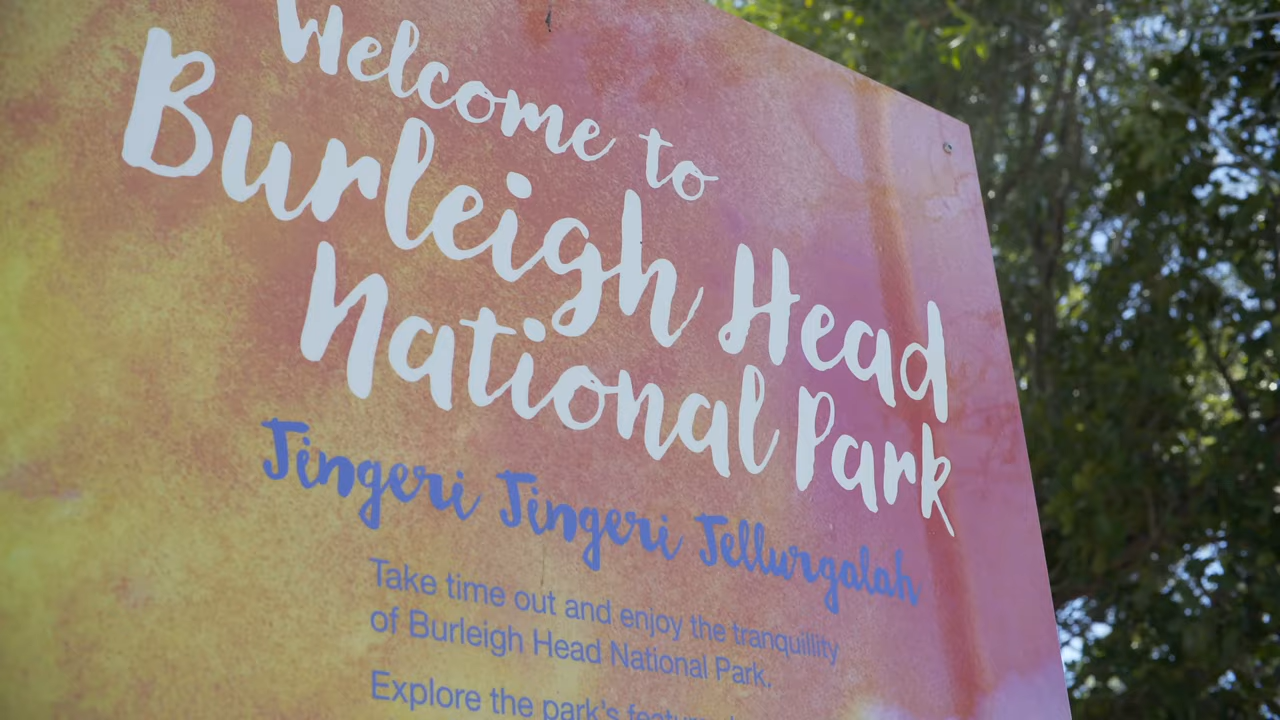 Welcome to
Burleigh Head
National Park
Jingeri Jingeri Jellurgalah
Take time out and enjoy the tranquillity
of Burleigh Head National Park.
Explore the park's